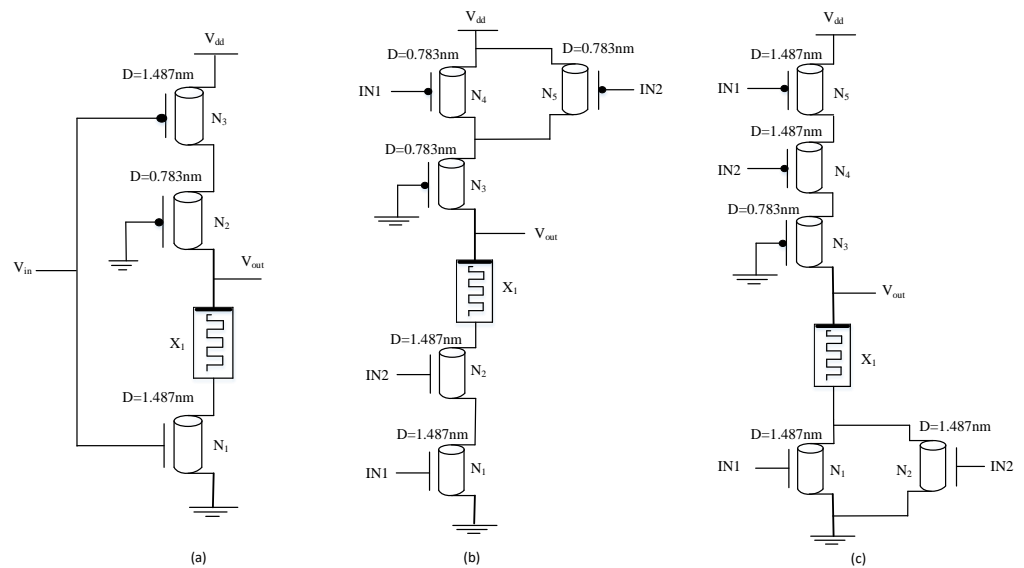 V_dd
D=1.487nm
N_3
D=0.783nm
N_2
V_in
V_out
X_1
D=1.487nm
N_1
(a)
V_dd
D=0.783nm
D=0.783nm
IN1
N_4
N_5
IN2
D=0.783nm
N_3
V_out
X_1
D=1.487nm
IN2
N_2
D=1.487nm
IN1
N_1
(b)
V_dd
D=1.487nm
IN1
N_5
D=1.487nm
IN2
N_4
D=0.783nm
N_3
V_out
X_1
D=1.487nm
D=1.487nm
IN1
N_1
N_2
IN2
(c)